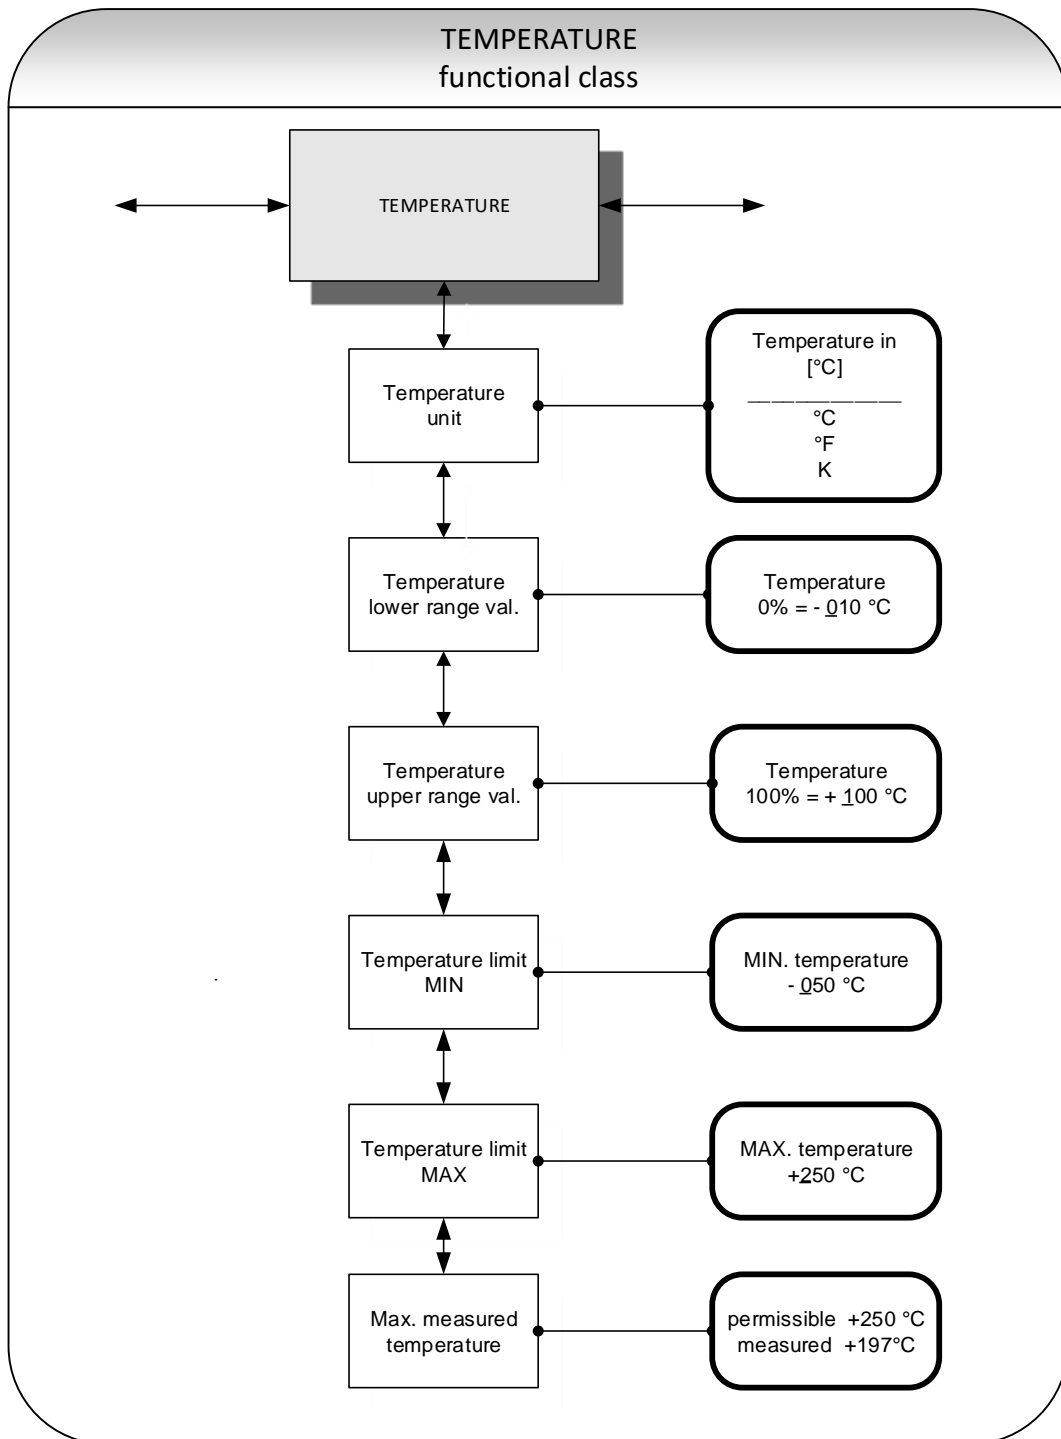 TEMPERATURE
functional class
TEMPERATURE
Temperature
unit
Temperature in
[°C]
_____________
°C
°F
K
Temperature
lower range val.
Temperature
0% = - 010 °C
Temperature
upper range val.
Temperature
100% = + 100 °C
Temperature limit
MIN
MIN. temperature
- 050 °C
Temperature limit
MAX
MAX. temperature
+250 °C
Max. measured
temperature
permissible +250 °C
measured +197°C